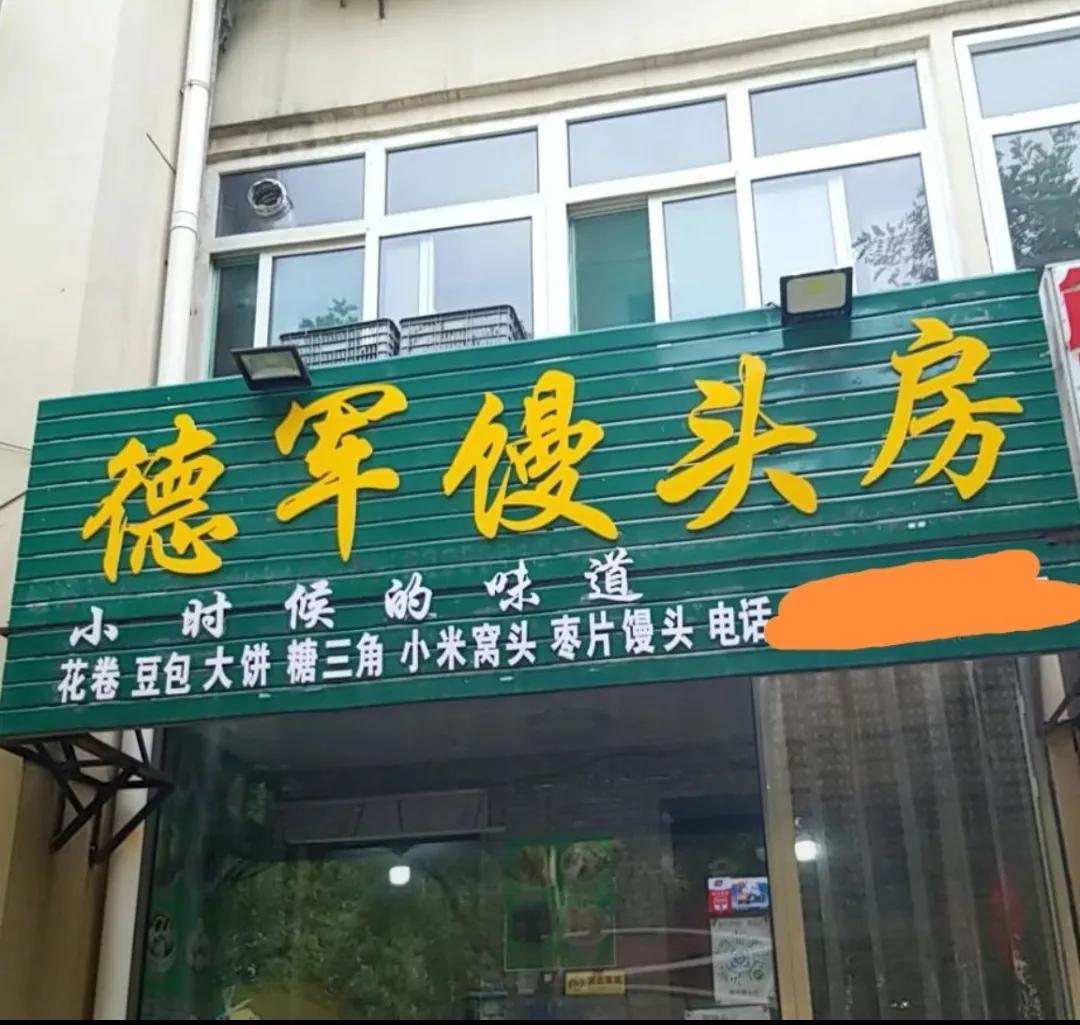 德军馒头房
小时候的味道
花卷 豆包 大饼 糖三角 小米窝头 枣片馒头 电话